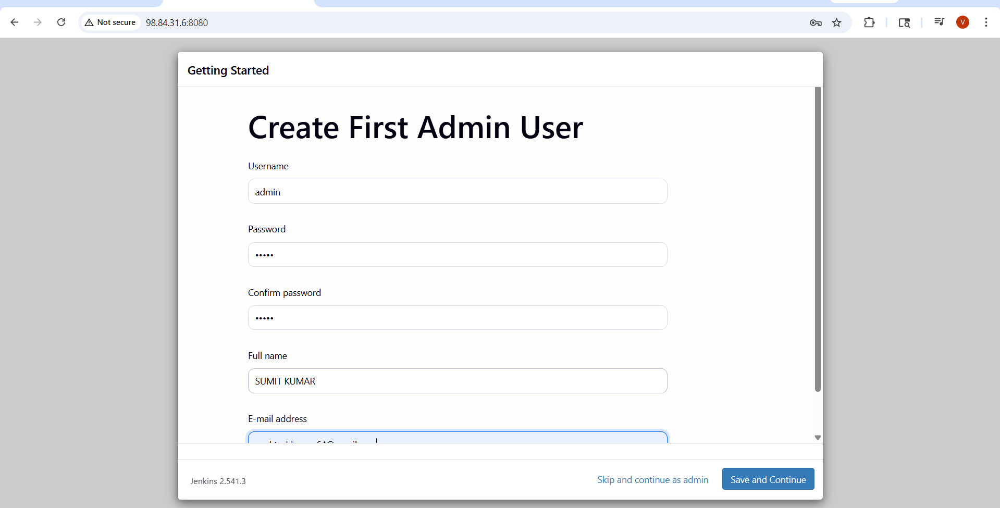 Not secure
98.84.31.6:8080
V
Getting Started
Create First Admin User
Username
admin
Password
•••••
Confirm password
•••••
Full name
SUMIT KUMAR
E-mail address
Jenkins 2.541.3
Skip and continue as admin
Save and Continue